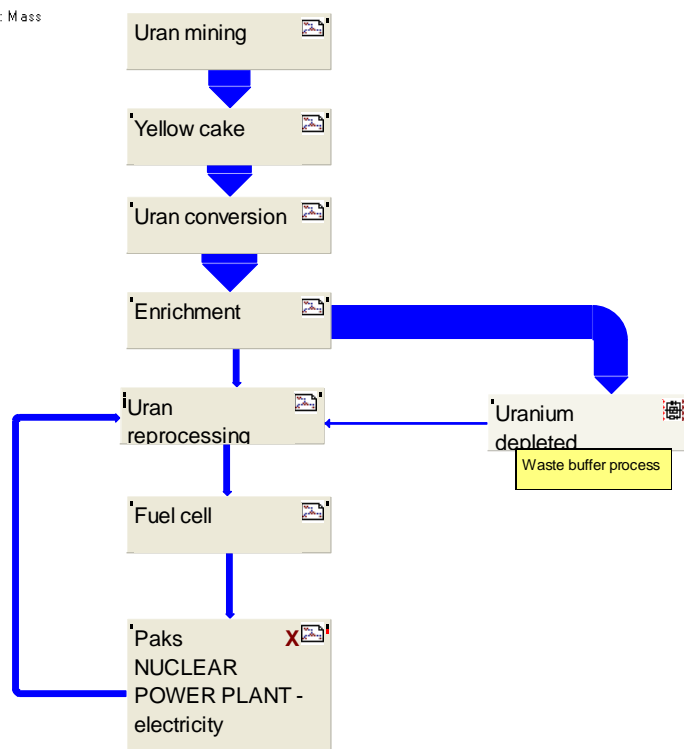 : Mass
Uran mining
Yellow cake
Uran conversion
Enrichment
Uran
reprocessing
Uranium
depleted
Waste buffer process
Fuel cell
Paks
X
NUCLEAR
POWER PLANT -
electricity